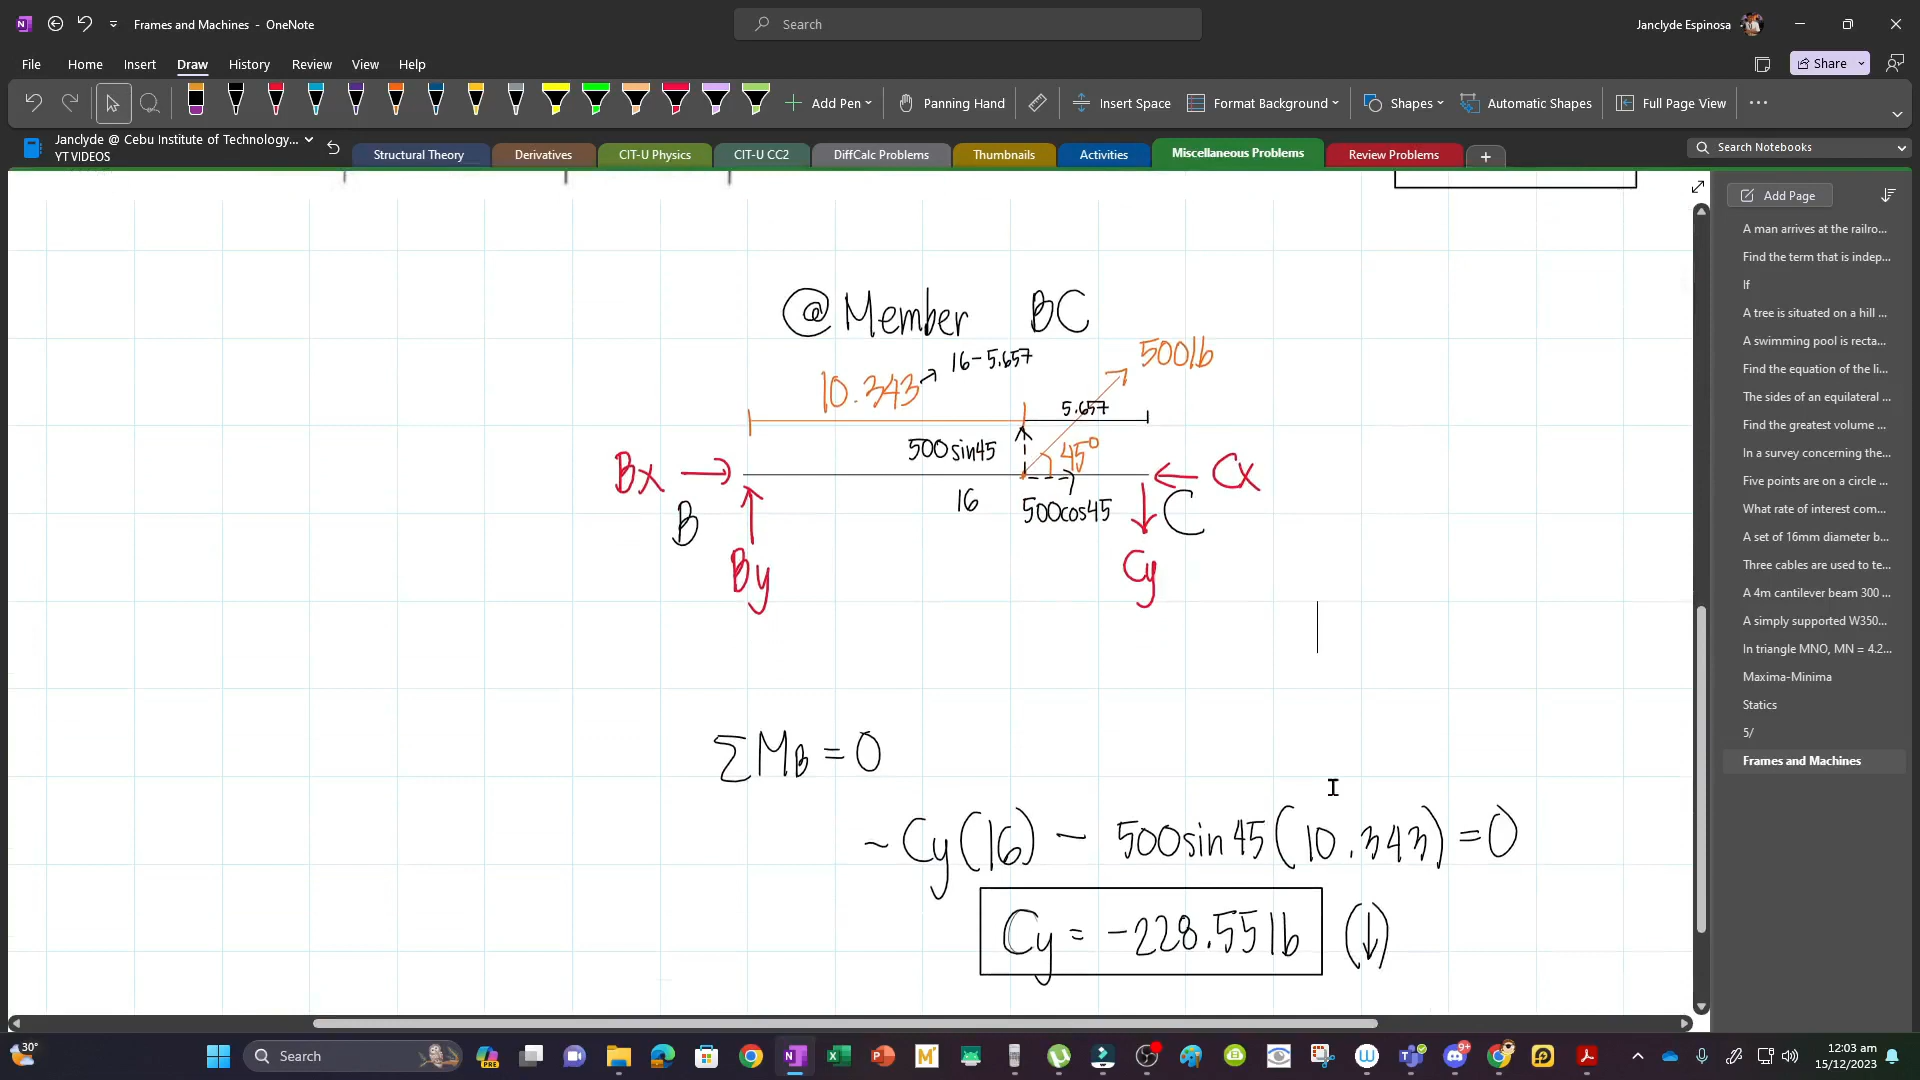 Frames and Machines - OneNote
Search
Janclyde Espinosa
File Home Insert Draw History Review View Help
Share
Add Pen
Panning Hand
Insert Space
Format Background
Shapes
Automatic Shapes
Full Page View
Janclyde @ Cebu Institute of Technology...
YT VIDEOS
Structural Theory
Derivatives
CIT-U Physics
CIT-U CC2
DiffCalc Problems
Thumbnails
Activities
Miscellaneous Problems
Review Problems
Search Notebooks
Add Page
A man arrives at the railro...
Find the term that is indep...
If
A tree is situated on a hill ...
A swimming pool is recta...
Find the equation of the li...
The sides of an equilateral ...
Find the greatest volume ...
In a survey concerning the...
Five points are on a circle ...
What rate of interest com...
A set of 16mm diameter b...
Three cables are used to te...
A 4m cantilever beam 300 ...
A simply supported W350...
In triangle MNO, MN = 4.2...
Maxima-Minima
Statics
5/
Frames and Machines
@ Member BC
16-5.657
500lb
10.343
5.657
500sin45
45°
Bx
Cx
16
500cos45
B
C
By
Cy
ΣMB = 0
- Cy(16) - 500sin45(10.343) = 0
Cy = -228.55 lb (↓)
30°
PRE
Search
9+
12:03 am
15/12/2023